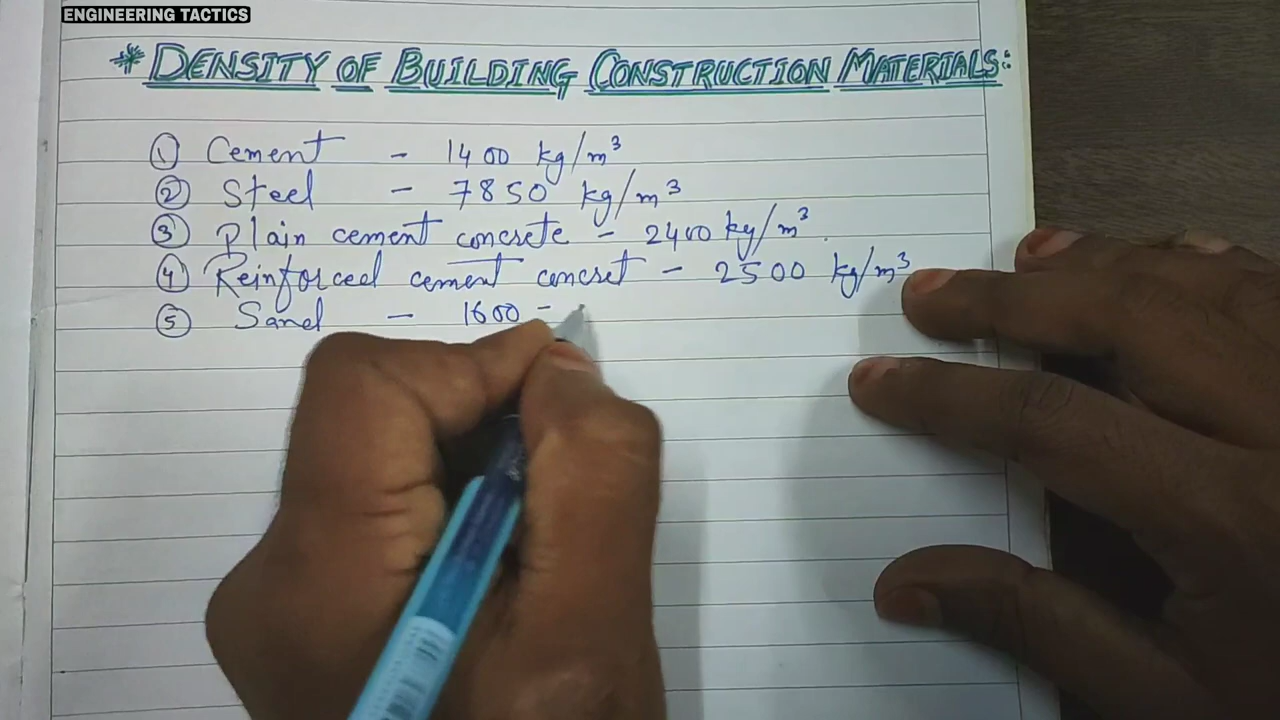 ENGINEERING TACTICS
* DENSITY OF BUILDING CONSTRUCTION MATERIALS:
① Cement - 1400 kg/m³
② Steel - 7850 kg/m³
③ Plain cement concrete - 2400 kg/m³.
④ Reinforced cement concret - 2500 kg/m³
⑤ Sand - 1600 -